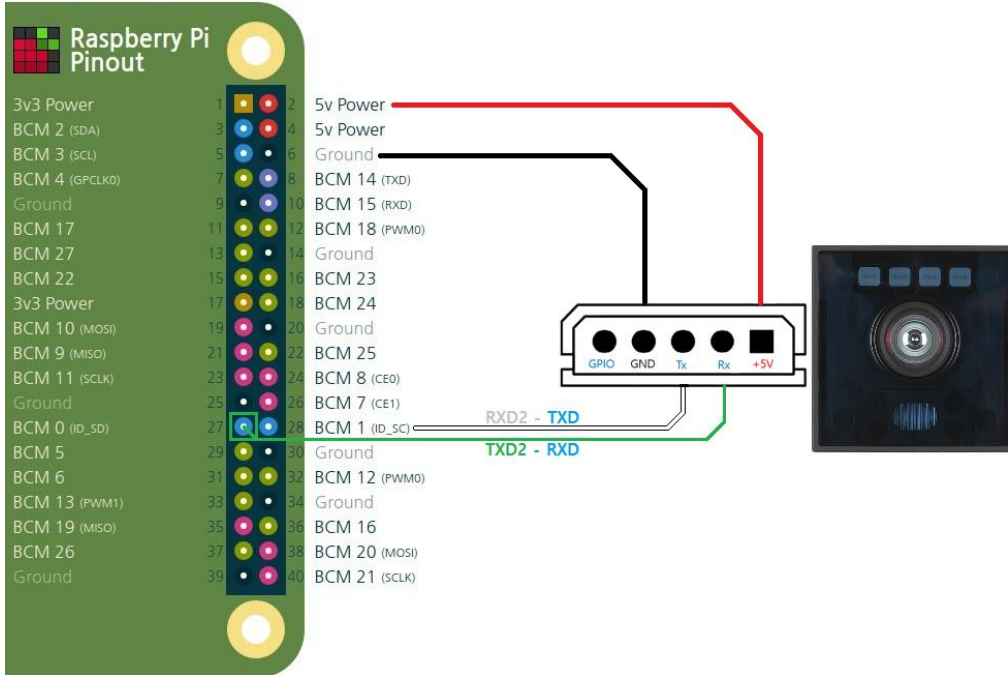 Raspberry Pi
Pinout
3v3 Power 1 2 5v Power
BCM 2 (SDA) 3 4 5v Power
BCM 3 (SCL) 5 6 Ground
BCM 4 (GPCLK0) 7 8 BCM 14 (TXD)
Ground 9 10 BCM 15 (RXD)
BCM 17 11 12 BCM 18 (PWM0)
BCM 27 13 14 Ground
BCM 22 15 16 BCM 23
3v3 Power 17 18 BCM 24
BCM 10 (MOSI) 19 20 Ground
BCM 9 (MISO) 21 22 BCM 25
BCM 11 (SCLK) 23 24 BCM 8 (CE0)
Ground 25 26 BCM 7 (CE1)
BCM 0 (ID_SD) 27 28 BCM 1 (ID_SC)
BCM 5 29 30 Ground
BCM 6 31 32 BCM 12 (PWM0)
BCM 13 (PWM1) 33 34 Ground
BCM 19 (MISO) 35 36 BCM 16
BCM 26 37 38 BCM 20 (MOSI)
Ground 39 40 BCM 21 (SCLK)
GPIO GND Tx Rx +5V
RXD2 - TXD
TXD2 - RXD